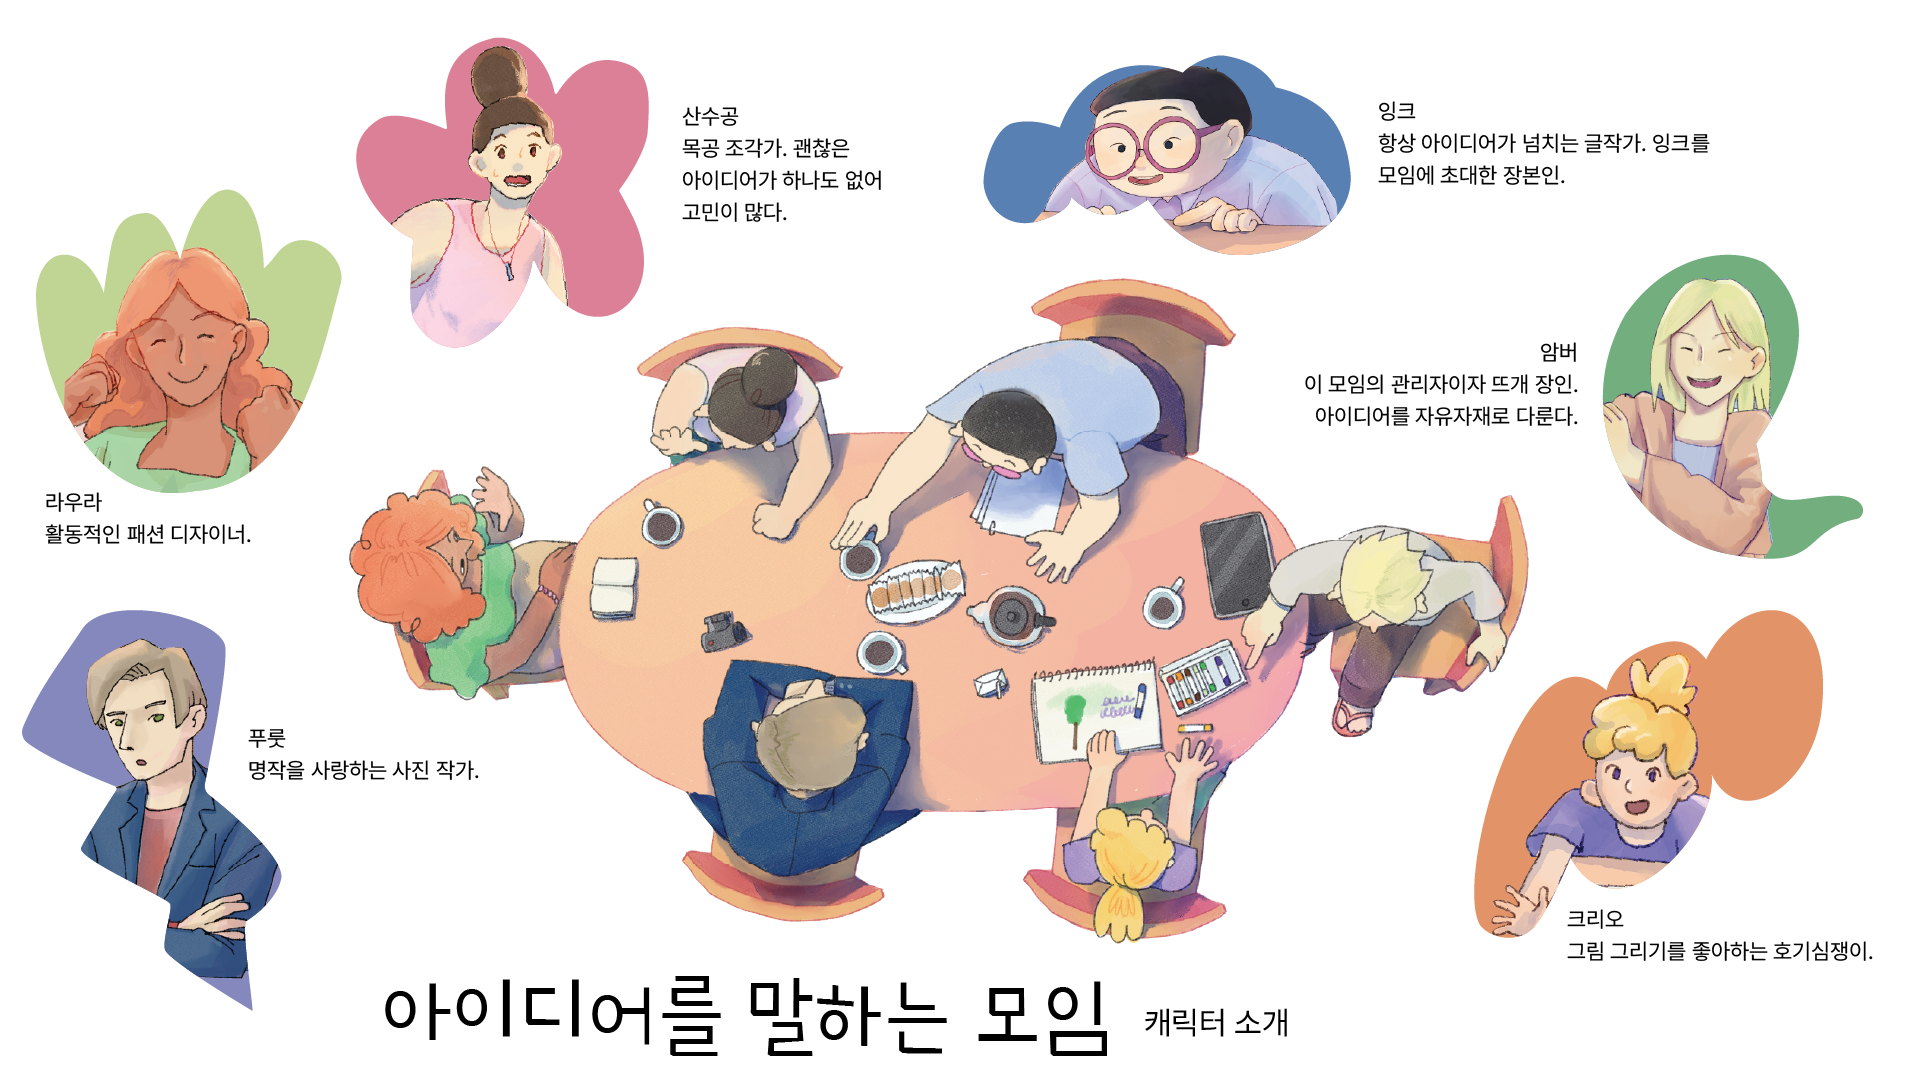 산수공
목공 조각가. 괜찮은
아이디어가 하나도 없어
고민이 많다.
잉크
항상 아이디어가 넘치는 글작가. 잉크를
모임에 초대한 장본인.
암버
이 모임의 관리자이자 뜨개 장인.
아이디어를 자유자재로 다룬다.
라우라
활동적인 패션 디자이너.
푸룻
명작을 사랑하는 사진 작가.
크리오
그림 그리기를 좋아하는 호기심쟁이.
아이디어를 말하는 모임 캐릭터 소개